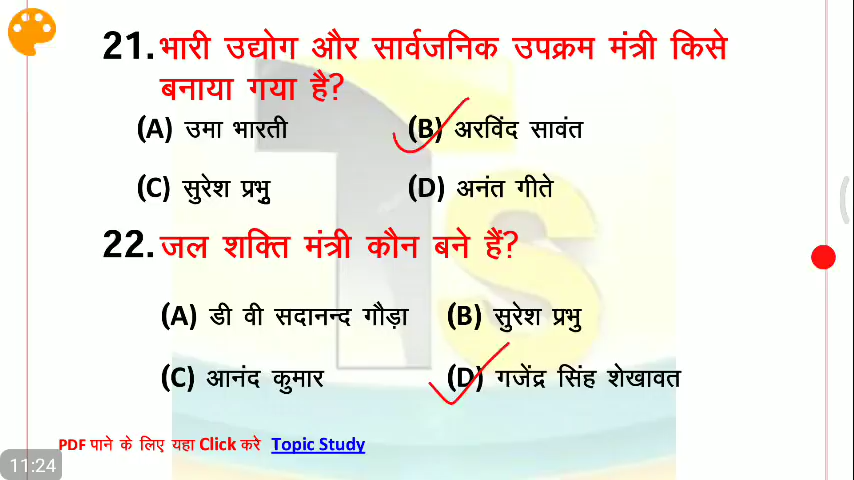 21. भारी उद्योग और सार्वजनिक उपक्रम मंत्री किसे
बनाया गया है?
(A) उमा भारती (B) अरविंद सावंत
(C) सुरेश प्रभु (D) अनंत गीते
22. जल शक्ति मंत्री कौन बने हैं?
(A) डी वी सदानन्द गौड़ा (B) सुरेश प्रभु
(C) आनंद कुमार (D) गजेंद्र सिंह शेखावत
PDF पाने के लिए यहा Click करे Topic Study
11:24